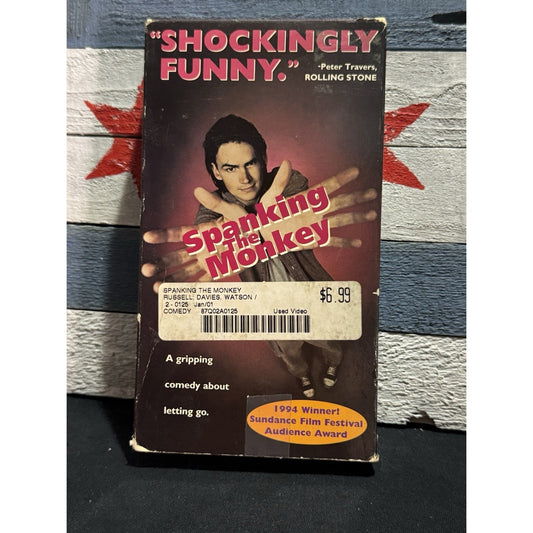 "SHOCKINGLY
FUNNY."
-Peter Travers,
ROLLING STONE
Spanking
The
Monkey
SPANKING THE MONKEY
RUSSELL, DAVIES, WATSON /
2 - 0125 Jan/01
COMEDY 87Q02A0125 Used Video
$6.99
A gripping
comedy about
letting go.
1994 Winner!
Sundance Film Festival
Audience Award